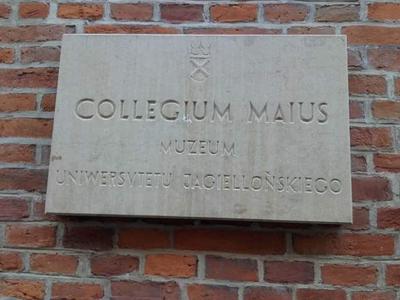 COLLEGIUM MAIUS
MUZEUM
UNIWERSYTETU JAGIELLOŃSKIEGO